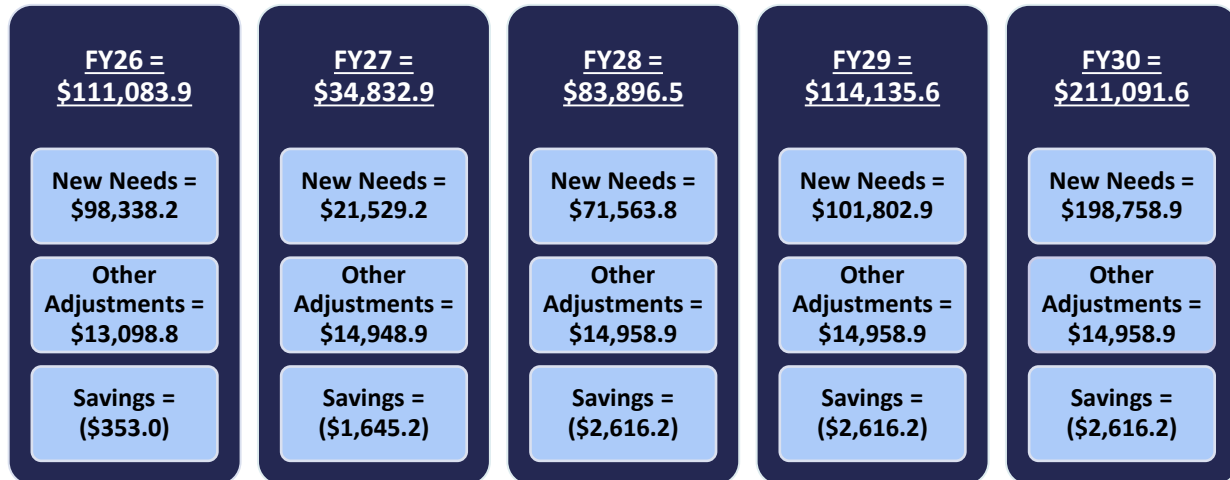 FY26 =
$111,083.9
New Needs =
$98,338.2
Other
Adjustments =
$13,098.8
Savings =
($353.0)
FY27 =
$34,832.9
New Needs =
$21,529.2
Other
Adjustments =
$14,948.9
Savings =
($1,645.2)
FY28 =
$83,896.5
New Needs =
$71,563.8
Other
Adjustments =
$14,958.9
Savings =
($2,616.2)
FY29 =
$114,135.6
New Needs =
$101,802.9
Other
Adjustments =
$14,958.9
Savings =
($2,616.2)
FY30 =
$211,091.6
New Needs =
$198,758.9
Other
Adjustments =
$14,958.9
Savings =
($2,616.2)